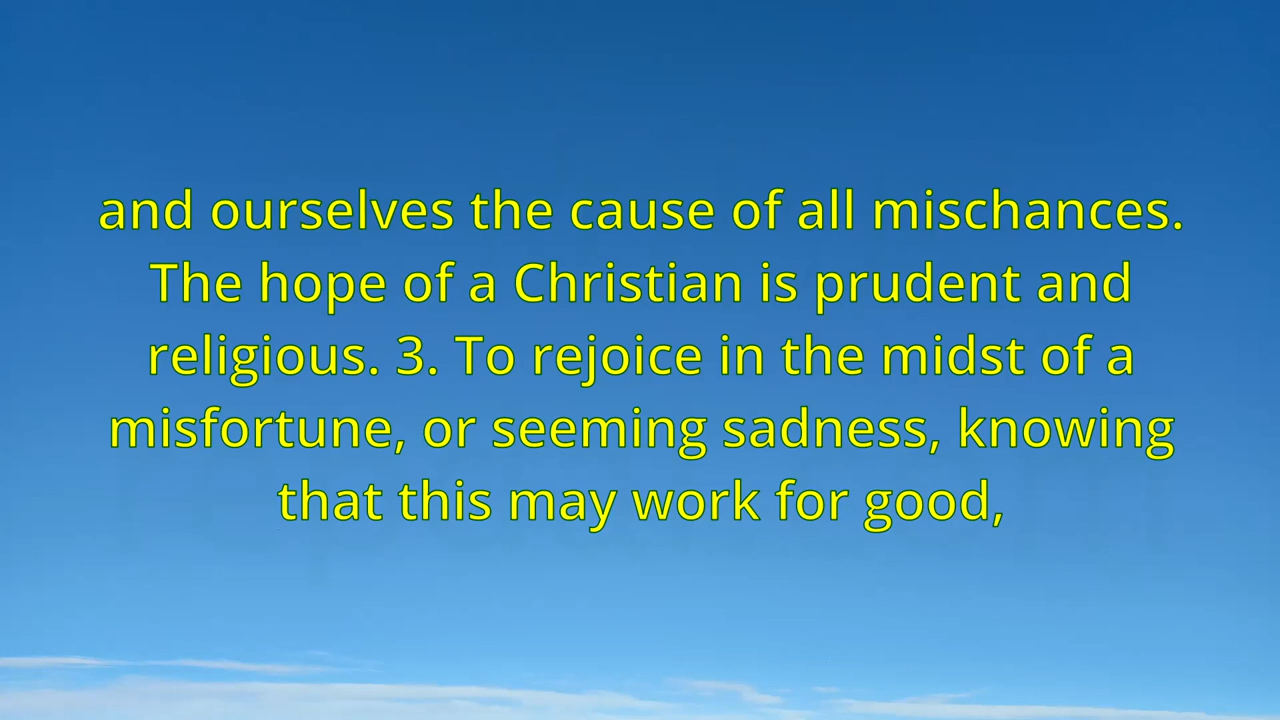 and ourselves the cause of all mischances.
The hope of a Christian is prudent and
religious. 3. To rejoice in the midst of a
misfortune, or seeming sadness, knowing
that this may work for good,